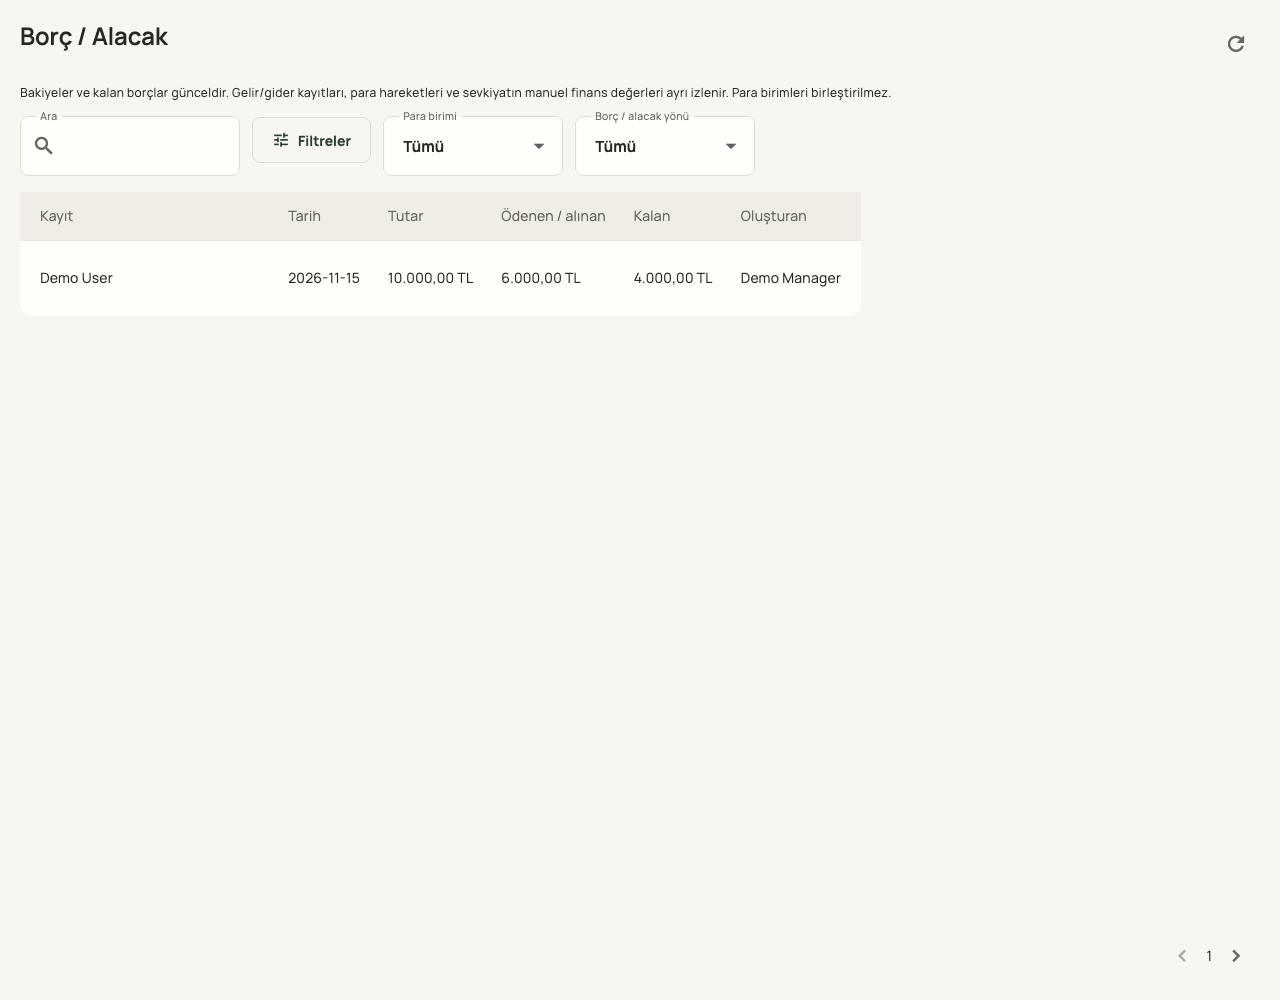 Borç / Alacak
Bakiyeler ve kalan borçlar günceldir. Gelir/gider kayıtları, para hareketleri ve sevkiyatın manuel finans değerleri ayrı izlenir. Para birimleri birleştirilmez.
Ara
Filtreler
Para birimi
Tümü
Borç / alacak yönü
Tümü
Kayıt Tarih Tutar Ödenen / alınan Kalan Oluşturan
Demo User 2026-11-15 10.000,00 TL 6.000,00 TL 4.000,00 TL Demo Manager
1